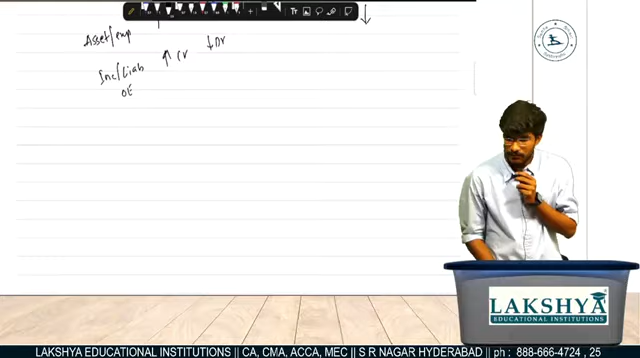 Tr
Asset/exp
↓ Dr
↑ Cr
Inc/Liab
OE
LAKSHYA
EDUCATIONAL INSTITUTIONS
LAKSHYA EDUCATIONAL INSTITUTIONS || CA, CMA, ACCA, MEC || S R NAGAR HYDERABAD || ph : 888-666-4724 , 25